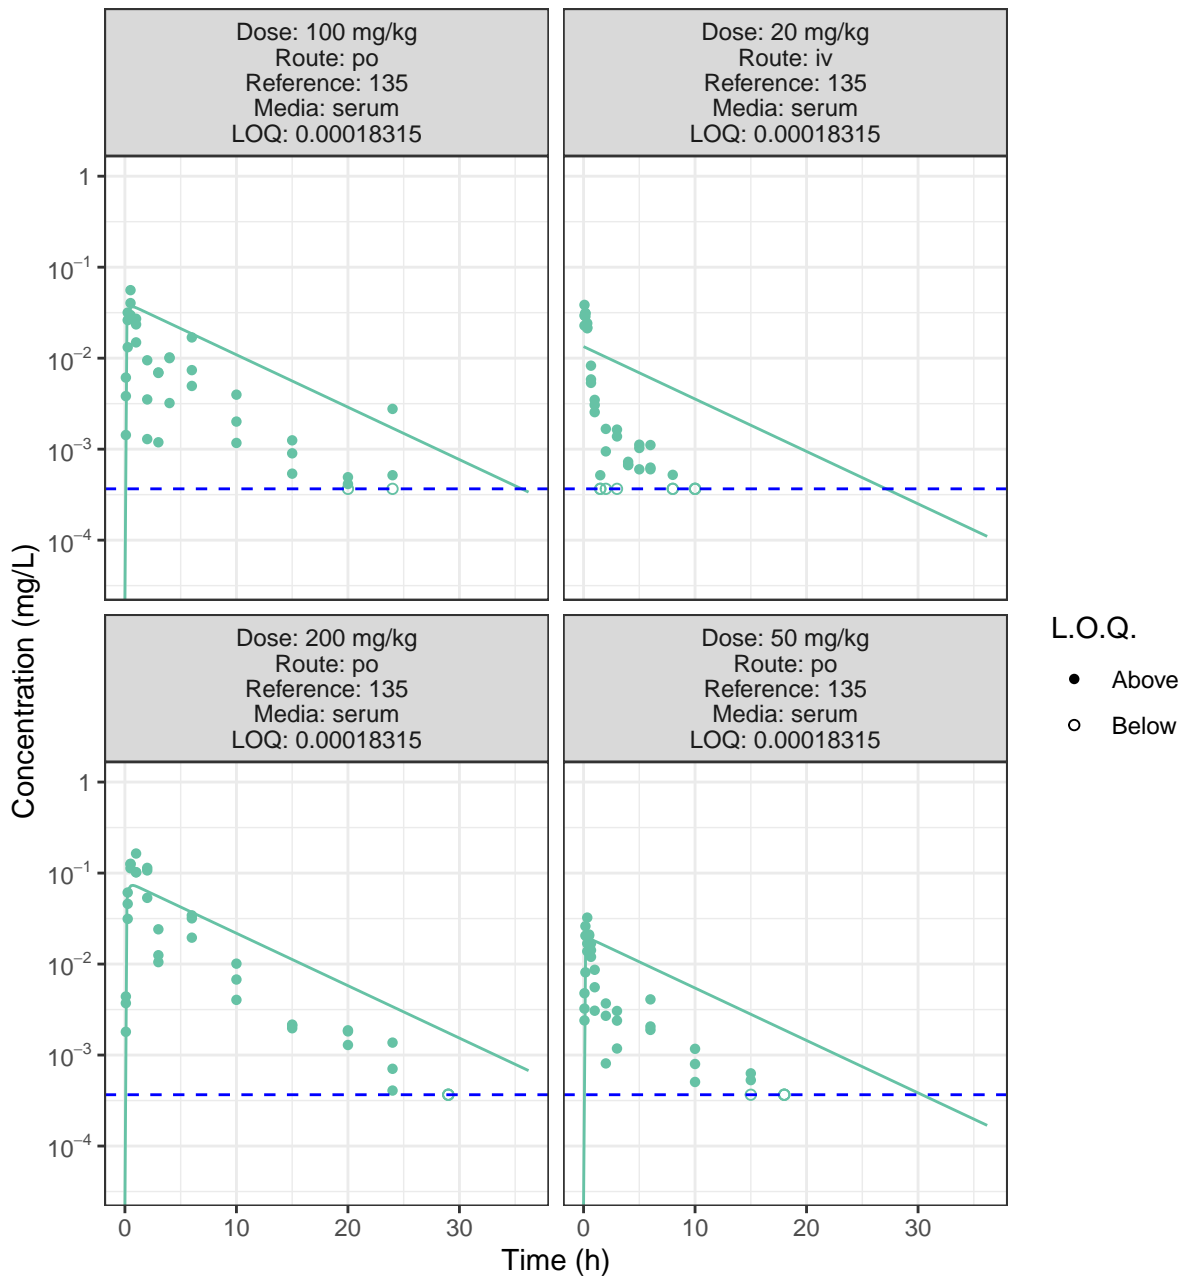 Dose: 100 mg/kg
Route: po
Reference: 135
Media: serum
LOQ: 0.00018315
Dose: 20 mg/kg
Route: iv
Reference: 135
Media: serum
LOQ: 0.00018315
1
10⁻¹
10⁻²
10⁻³
10⁻⁴
Dose: 200 mg/kg
Route: po
Reference: 135
Media: serum
LOQ: 0.00018315
Dose: 50 mg/kg
Route: po
Reference: 135
Media: serum
LOQ: 0.00018315
1
10⁻¹
10⁻²
10⁻³
10⁻⁴
0 10 20 30
0 10 20 30
Time (h)
Concentration (mg/L)
L.O.Q.
Above
Below